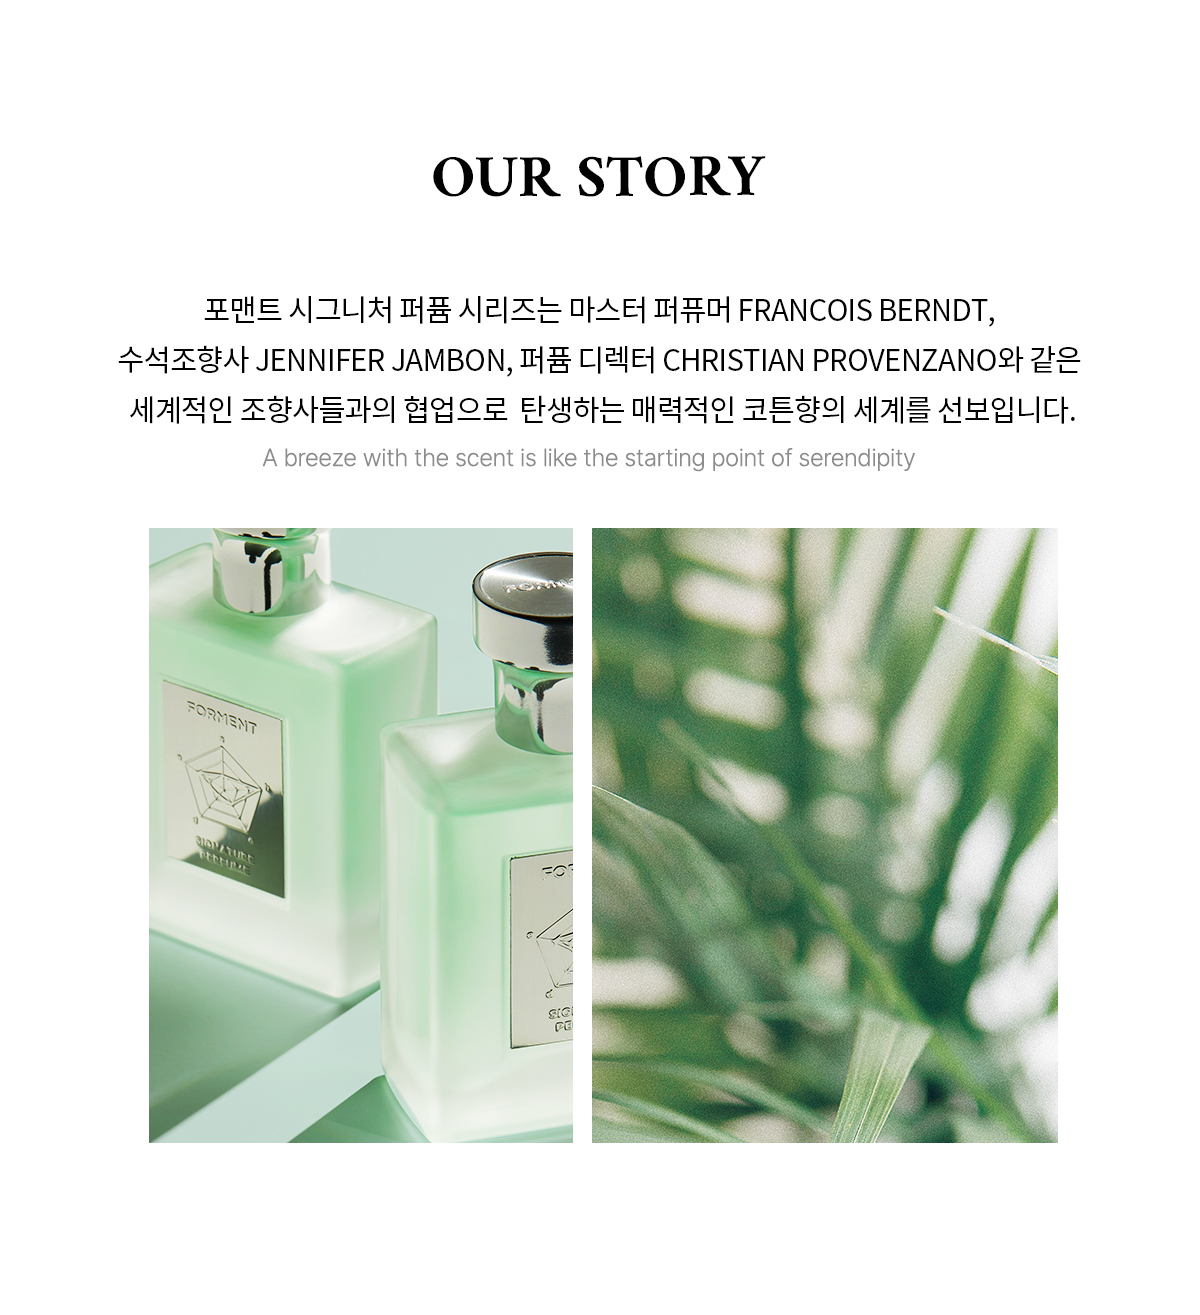 OUR STORY
포맨트 시그니처 퍼퓸 시리즈는 마스터 퍼퓨머 FRANCOIS BERNDT,
수석조향사 JENNIFER JAMBON, 퍼퓸 디렉터 CHRISTIAN PROVENZANO와 같은
세계적인 조향사들과의 협업으로 탄생하는 매력적인 코튼향의 세계를 선보입니다.
A breeze with the scent is like the starting point of serendipity
FORMENT
SIGNATURE
PERFUME